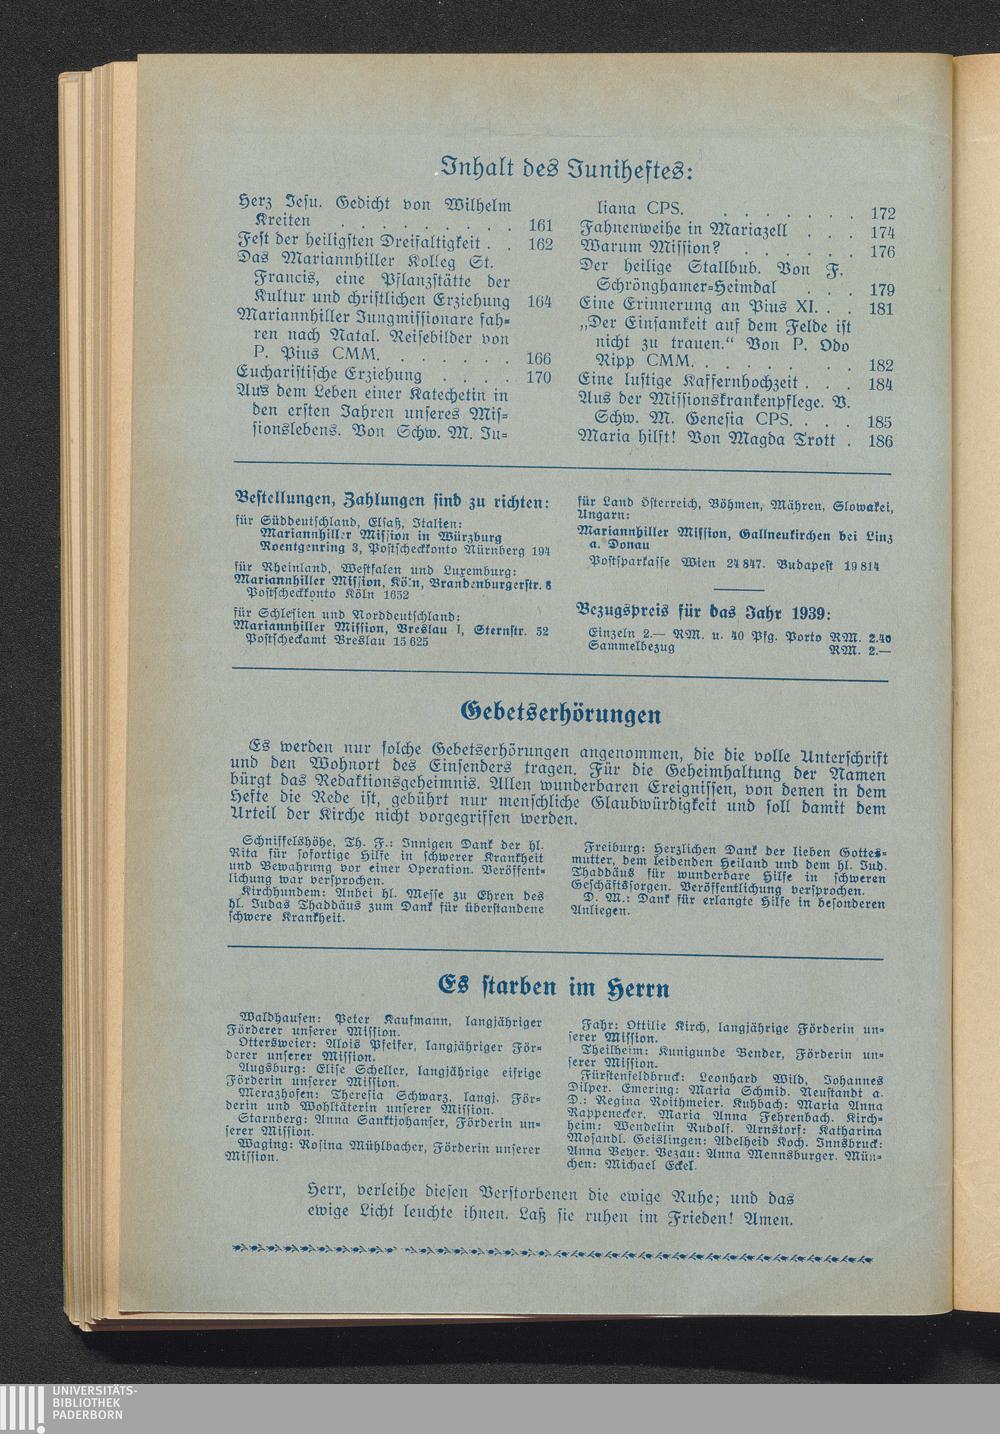 Inhalt des Juniheftes:
Herz Jesu. Gedicht von Wilhelm
Kreiten . . . . . . . . . 161
Fest der heiligsten Dreifaltigkeit . . 162
Das Mariannhiller Kolleg St.
Francis, eine Pflanzstätte der
Kultur und christlichen Erziehung 164
Mariannhiller Jungmissionare fah-
ren nach Natal. Reisebilder von
P. Pius CMM. . . . . . . 166
Eucharistische Erziehung . . . . 170
Aus dem Leben einer Katechetin in
den ersten Jahren unseres Mis-
sionslebens. Von Schw. M. Ju-
liana CPS. . . . . . . . 172
Fahnenweihe in Mariazell . . . 174
Warum Mission? . . . . . . 176
Der heilige Stallbub. Von F.
Schrönghamer-Heimdal . . . 179
Eine Erinnerung an Pius XI. . . 181
„Der Einsamkeit auf dem Felde ist
nicht zu trauen.“ Von P. Odo
Ripp CMM. . . . . . . . 182
Eine lustige Kaffernhochzeit . . . 184
Aus der Missionskrankenpflege. V.
Schw. M. Genesia CPS. . . . 185
Maria hilft! Von Magda Trott . 186
Bestellungen, Zahlungen sind zu richten:
für Süddeutschland, Elsaß, Italien:
Mariannhiller Mission in Würzburg
Roentgenring 3, Postscheckkonto Nürnberg 194
für Rheinland, Westfalen und Luxemburg:
Mariannhiller Mission, Köln, Brandenburgerstr. 8
Postscheckkonto Köln 1652
für Schlesien und Norddeutschland:
Mariannhiller Mission, Breslau I, Sternstr. 52
Postscheckamt Breslau 15 625
für Land Österreich, Böhmen, Mähren, Slowakei,
Ungarn:
Mariannhiller Mission, Gallneukirchen bei Linz
a. Donau
Postsparkasse Wien 24 847. Budapest 19 814
Bezugspreis für das Jahr 1939:
Einzeln 2.— RM. u. 40 Pfg. Porto RM. 2.40
Sammelbezug RM. 2.—
Gebetserhörungen
Es werden nur solche Gebetserhörungen angenommen, die die volle Unterschrift
und den Wohnort des Einsenders tragen. Für die Geheimhaltung der Namen
bürgt das Redaktionsgeheimnis. Allen wunderbaren Ereignissen, von denen in dem
Hefte die Rede ist, gebührt nur menschliche Glaubwürdigkeit und soll damit dem
Urteil der Kirche nicht vorgegriffen werden.
Schniffelshöhe, Th. F.: Innigen Dank der hl.
Rita für sofortige Hilfe in schwerer Krankheit
und Bewahrung vor einer Operation. Veröffent-
lichung war versprochen.
Kirchhundem: Anbei hl. Messe zu Ehren des
hl. Judas Thaddäus zum Dank für überstandene
schwere Krankheit.
Freiburg: Herzlichen Dank der lieben Gottes-
mutter, dem leidenden Heiland und dem hl. Jud.
Thaddäus für wunderbare Hilfe in schweren
Geschäftssorgen. Veröffentlichung versprochen.
D. M.: Dank für erlangte Hilfe in besonderen
Anliegen.
Es starben im Herrn
Waldhausen: Peter Kaufmann, langjähriger
Förderer unserer Mission.
Ottersweier: Alois Pfeifer, langjähriger För-
derer unserer Mission.
Augsburg: Elise Scheller, langjährige eifrige
Förderin unserer Mission.
Merazhofen: Theresia Schwarz, langj. För-
derin und Wohltäterin unserer Mission.
Starnberg: Anna Sanktjohanser, Förderin un-
serer Mission.
Waging: Rosina Mühlbacher, Förderin unserer
Mission.
Fahr: Ottilie Kirch, langjährige Förderin un-
serer Mission.
Theilheim: Kunigunde Bender, Förderin un-
serer Mission.
Fürstenfeldbruck: Leonhard Wild, Johannes
Dilper. Emering: Maria Schmid. Neustandt a.
D.: Regina Roithmeier. Kuhbach: Maria Anna
Rappenecker, Maria Anna Fehrenbach. Kirch-
heim: Wendelin Rudolf. Arnstorf: Katharina
Mosandl. Geislingen: Adelheid Koch. Innsbruck:
Anna Beyer. Bezau: Anna Mennsburger. Mün-
chen: Michael Eckel.
Herr, verleihe diesen Verstorbenen die ewige Ruhe; und das
ewige Licht leuchte ihnen. Laß sie ruhen im Frieden! Amen.
UNIVERSITÄTS-
BIBLIOTHEK
PADERBORN